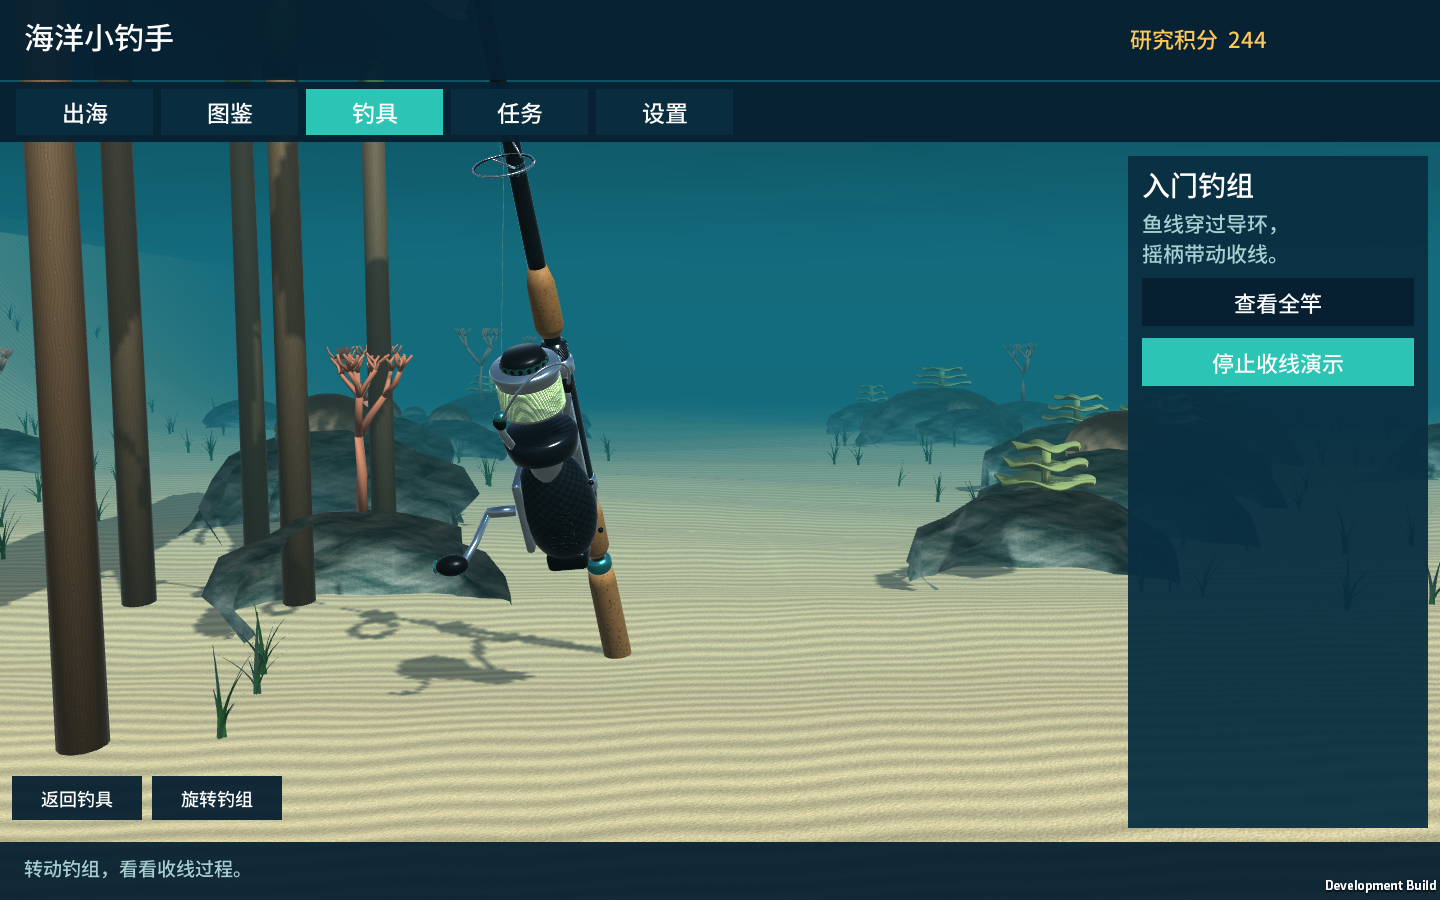 海洋小钓手
研究积分 244
出海
图鉴
钓具
任务
设置
入门钓组
鱼线穿过导环，
摇柄带动收线。
查看全竿
停止收线演示
返回钓具
旋转钓组
转动钓组，看看收线过程。
Development Build